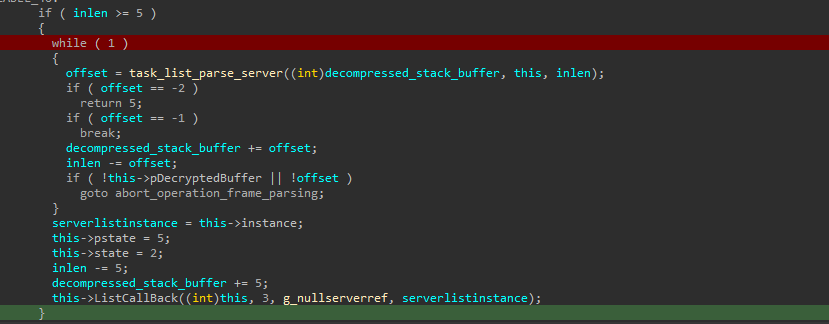 if ( inlen >= 5 )
{
while ( 1 )
{
offset = task_list_parse_server((int)decompressed_stack_buffer, this, inlen);
if ( offset == -2 )
return 5;
if ( offset == -1 )
break;
decompressed_stack_buffer += offset;
inlen -= offset;
if ( !this->pDecryptedBuffer || !offset )
goto abort_operation_frame_parsing;
}
serverlistinstance = this->instance;
this->pstate = 5;
this->state = 2;
inlen -= 5;
decompressed_stack_buffer += 5;
this->ListCallBack((int)this, 3, g_nullserverref, serverlistinstance);
}